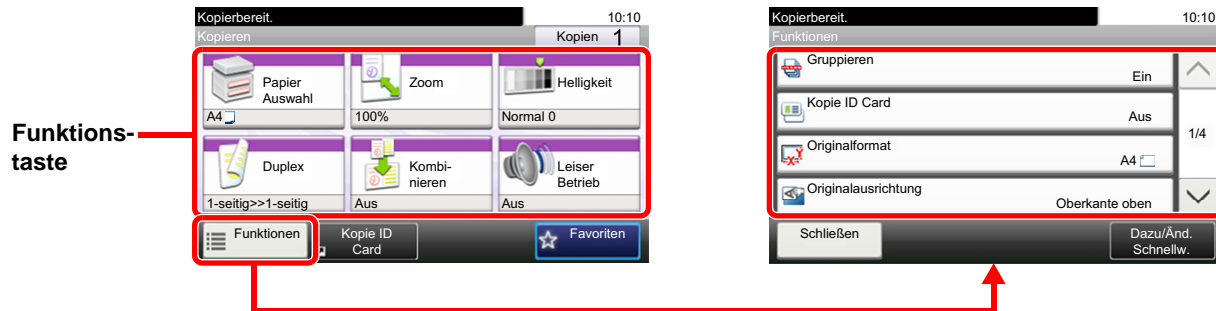 Kopierbereit.
10:10
Kopieren
Kopien 1
Papier
Auswahl
A4
Zoom
100%
Helligkeit
Normal 0
Duplex
1-seitig>>1-seitig
Kombi-
nieren
Aus
Leiser
Betrieb
Aus
Funktionen
Kopie ID
Card
Favoriten
Funktions-
taste
Kopierbereit.
10:10
Funktionen
Gruppieren
Ein
Kopie ID Card
Aus
Originalformat
A4
Originalausrichtung
Oberkante oben
1/4
Schließen
Dazu/Änd.
Schnellw.